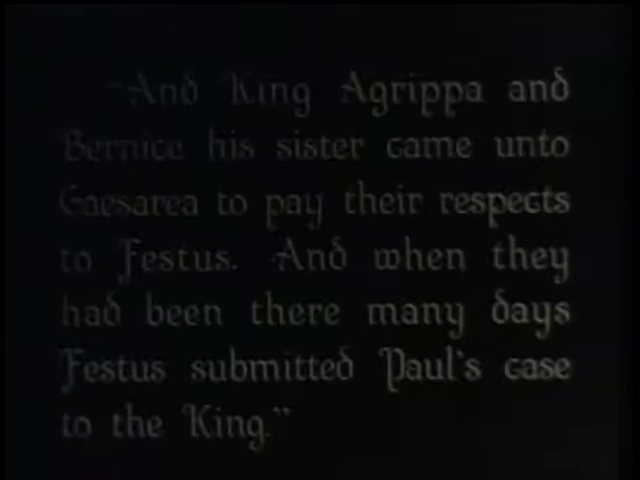 "And King Agrippa and
Bernice his sister came unto
Caesarea to pay their respects
to Festus. And when they
had been there many days
Festus submitted Paul's case
to the King."